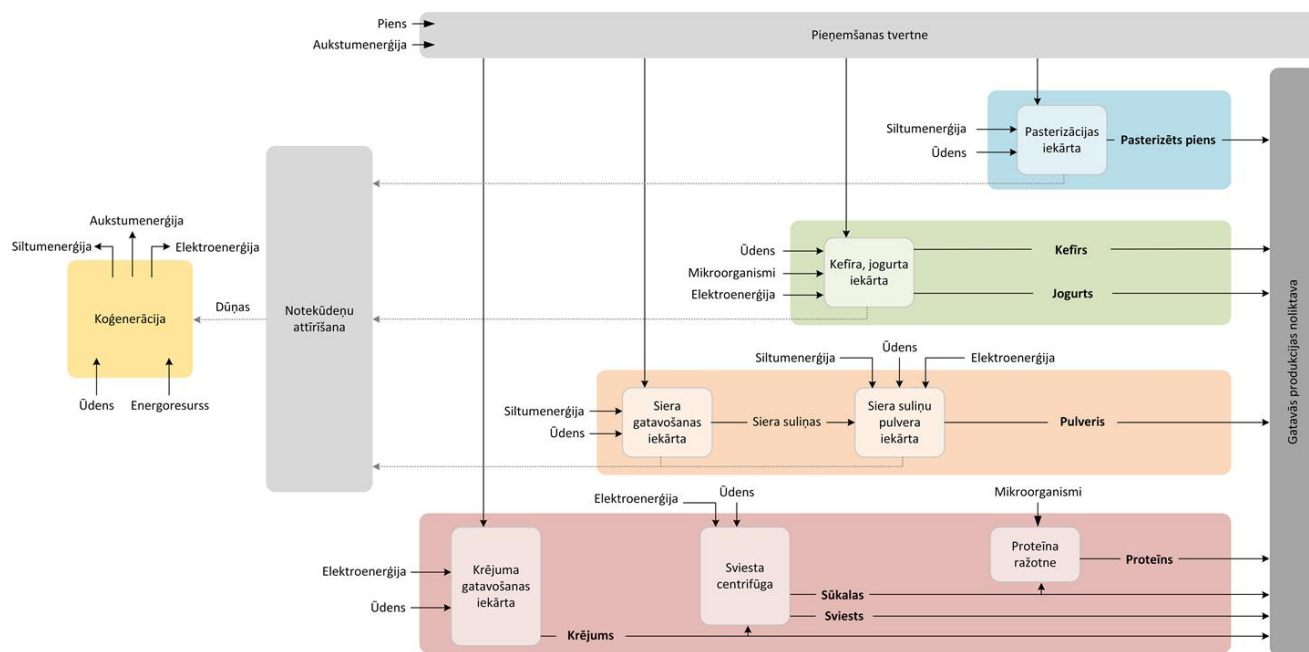 Piens
Aukstumenerģija
Pieņemšanas tvertne
Siltumenerģija
Ūdens
Pasterizācijas
iekārta
Pasterizēts piens
Gatavās produkcijas noliktava
Aukstumenerģija
Siltumenerģija
Elektroenerģija
Koģenerācija
Ūdens
Energoresurss
Dūņas
Notekūdeņu
attīrīšana
Ūdens
Mikroorganismi
Elektroenerģija
Kefīra, jogurta
iekārta
Kefīrs
Jogurts
Siltumenerģija
Ūdens
Elektroenerģija
Siltumenerģija
Ūdens
Siera
gatavošanas
iekārta
Siera suliņas
Siera suliņu
pulvera
iekārta
Pulveris
Elektroenerģija
Ūdens
Mikroorganismi
Elektroenerģija
Ūdens
Krējuma
gatavošanas
iekārta
Sviesta
centrifūga
Proteīna
ražotne
Proteīns
Sūkalas
Sviests
Krējums